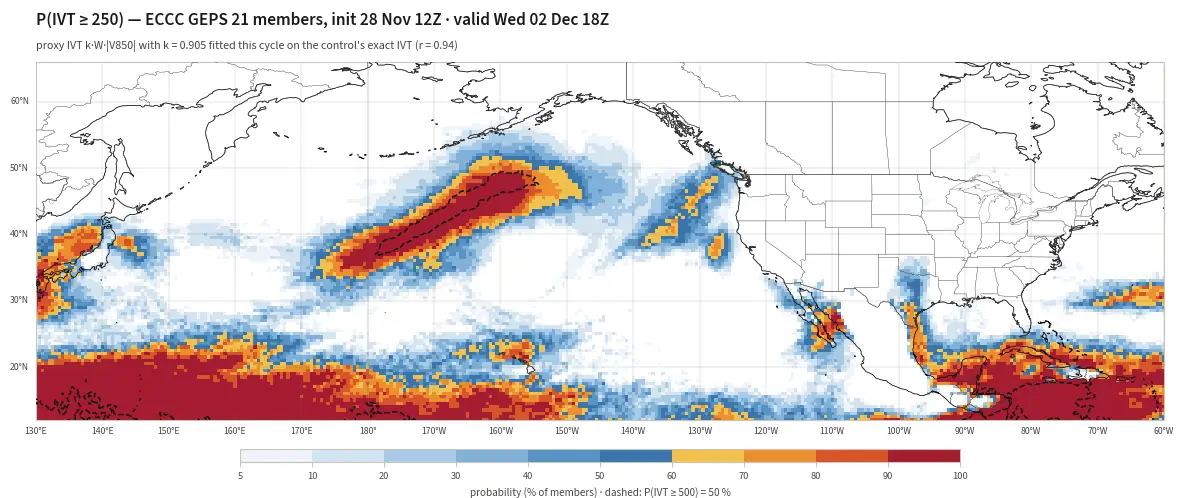 P(IVT ≥ 250) — ECCC GEPS 21 members, init 28 Nov 12Z · valid Wed 02 Dec 18Z
proxy IVT k·W·|V850| with k = 0.905 fitted this cycle on the control's exact IVT (r = 0.94)
60°N
50°N
40°N
30°N
20°N
130°E 140°E 150°E 160°E 170°E 180° 170°W 160°W 150°W 140°W 130°W 120°W 110°W 100°W 90°W 80°W 70°W 60°W
5 10 20 30 40 50 60 70 80 90 100
probability (% of members) · dashed: P(IVT ≥ 500) = 50 %